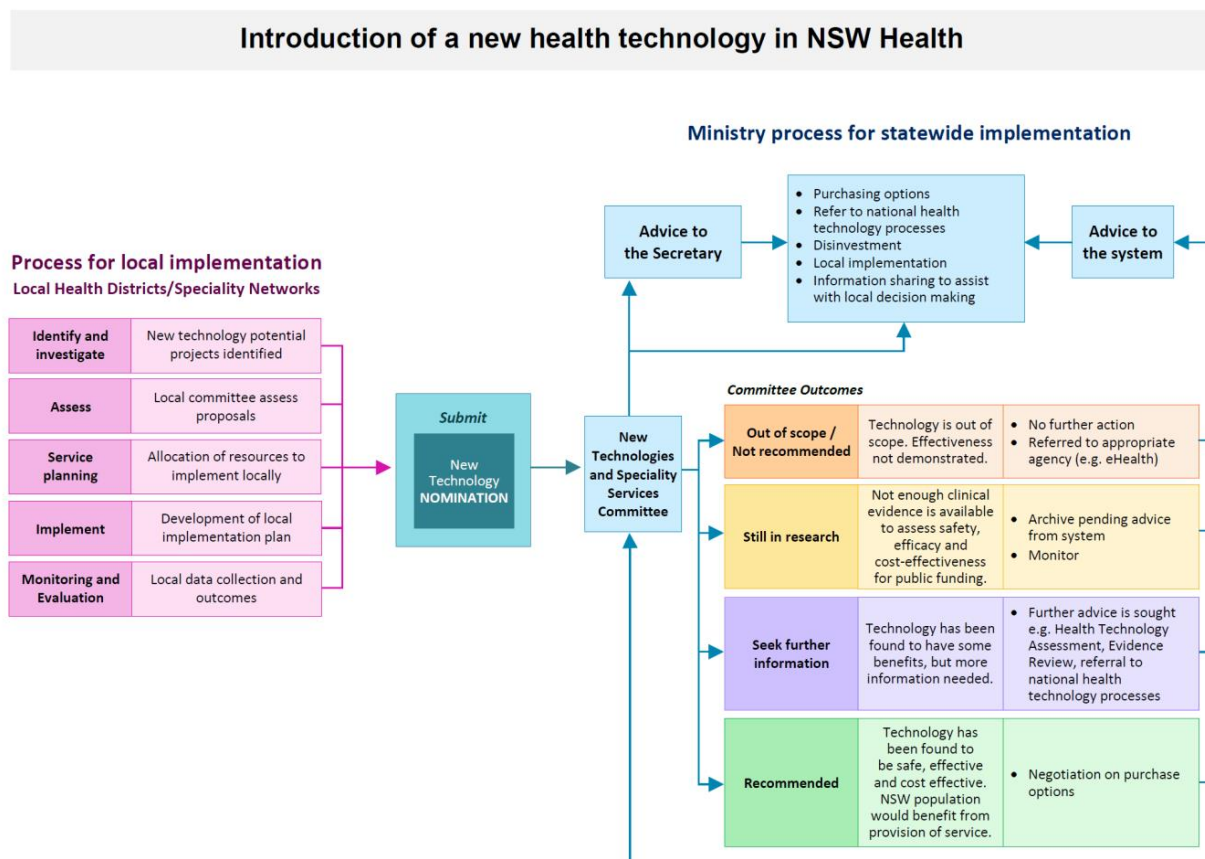 Introduction of a new health technology in NSW Health
Ministry process for statewide implementation
Process for local implementation
Local Health Districts/Speciality Networks
Identify and
investigate
New technology potential
projects identified
Assess
Local committee assess
proposals
Service
planning
Allocation of resources to
implement locally
Implement
Development of local
implementation plan
Monitoring and
Evaluation
Local data collection and
outcomes
Submit
New
Technology
NOMINATION
New
Technologies
and Speciality
Services
Committee
Advice to
the Secretary
• Purchasing options
• Refer to national health
technology processes
• Disinvestment
• Local implementation
• Information sharing to assist
with local decision making
Advice to
the system
Committee Outcomes
Out of scope /
Not recommended
Technology is out of
scope. Effectiveness
not demonstrated.
• No further action
• Referred to appropriate
agency (e.g. eHealth)
Still in research
Not enough clinical
evidence is available
to assess safety,
efficacy and
cost-effectiveness
for public funding.
• Archive pending advice
from system
• Monitor
Seek further
information
Technology has been
found to have some
benefits, but more
information needed.
• Further advice is sought
e.g. Health Technology
Assessment, Evidence
Review, referral to
national health
technology processes
Recommended
Technology has
been found to
be safe, effective
and cost effective.
NSW population
would benefit from
provision of service.
• Negotiation on purchase
options